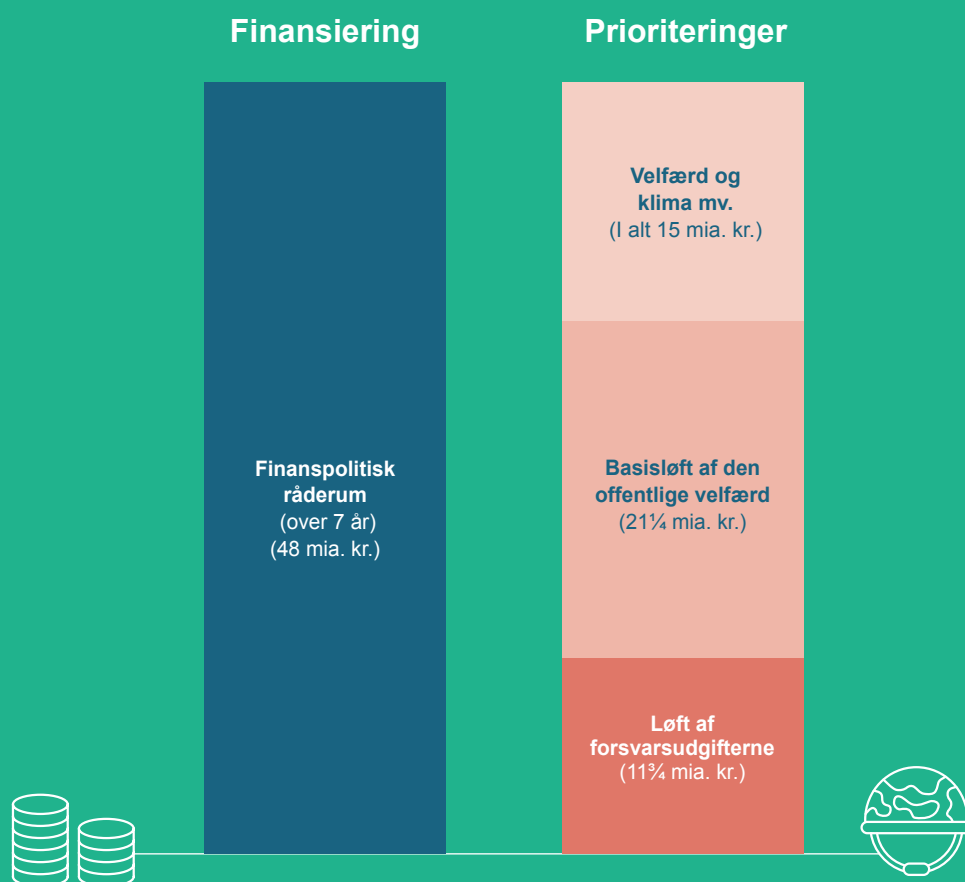 Finansiering
Prioriteringer
Finanspolitisk
råderum
(over 7 år)
(48 mia. kr.)
Velfærd og
klima mv.
(I alt 15 mia. kr.)
Basisløft af den
offentlige velfærd
(21¼ mia. kr.)
Løft af
forsvarsudgifterne
(11¾ mia. kr.)